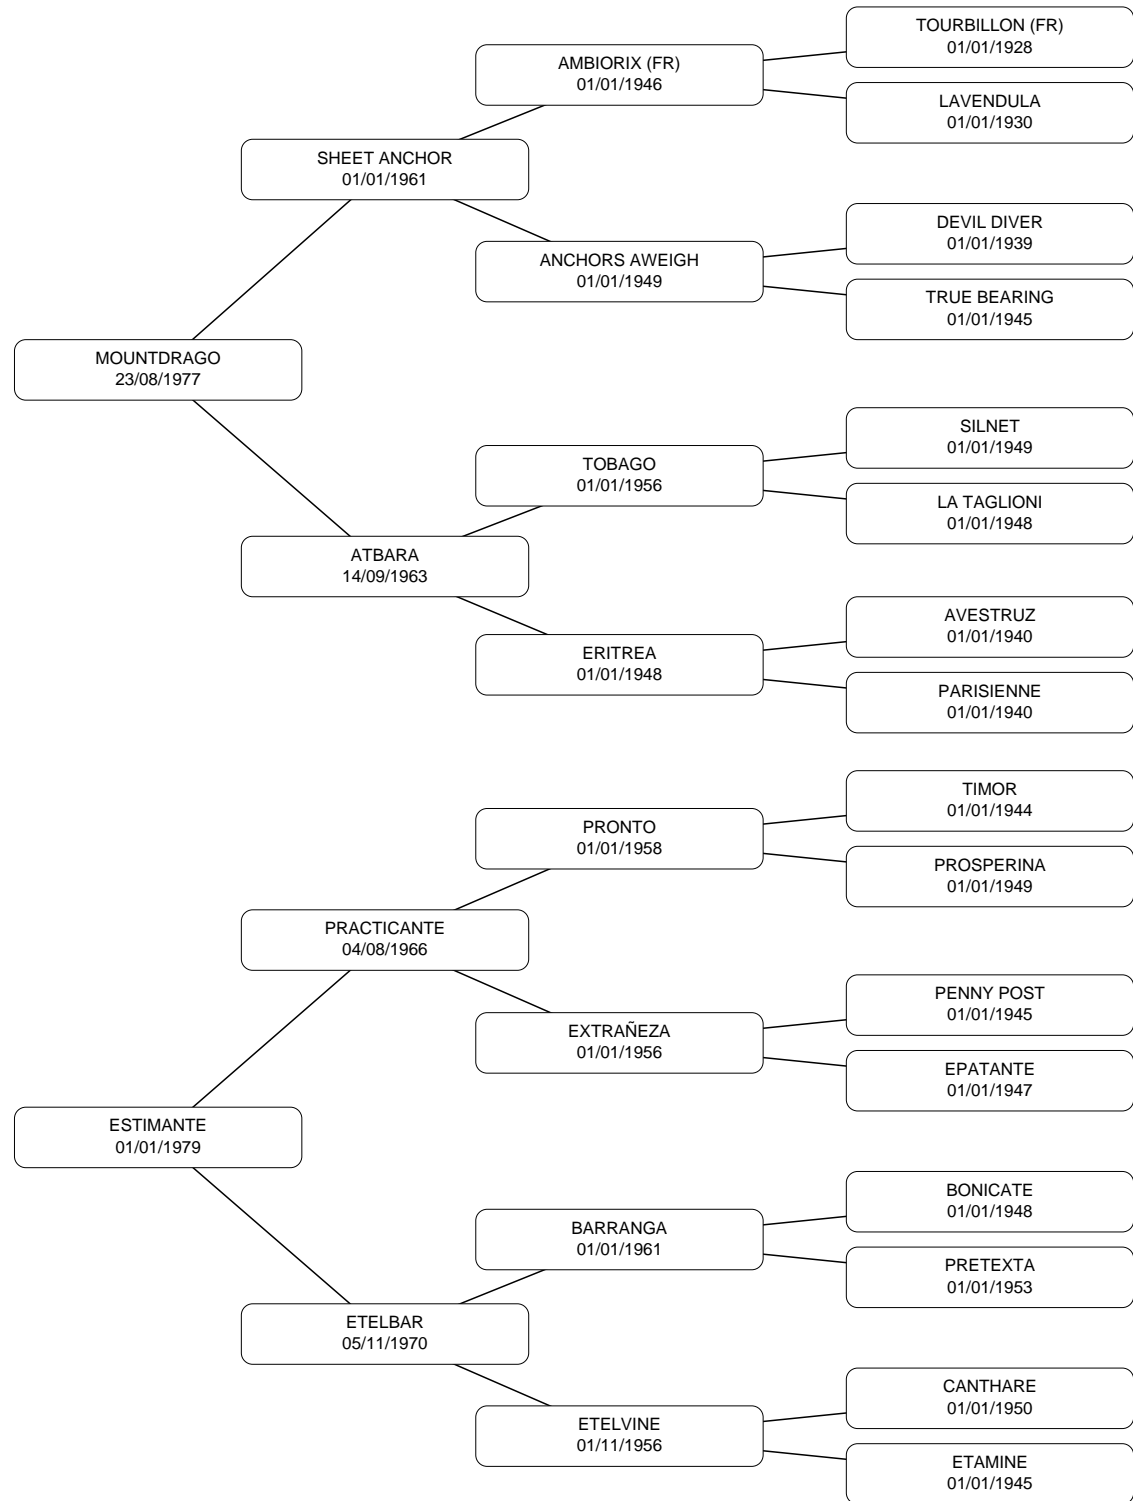 TOURBILLON (FR)
01/01/1928
AMBIORIX (FR)
01/01/1946
LAVENDULA
01/01/1930
SHEET ANCHOR
01/01/1961
DEVIL DIVER
01/01/1939
ANCHORS AWEIGH
01/01/1949
TRUE BEARING
01/01/1945
MOUNTDRAGO
23/08/1977
SILNET
01/01/1949
TOBAGO
01/01/1956
LA TAGLIONI
01/01/1948
ATBARA
14/09/1963
AVESTRUZ
01/01/1940
ERITREA
01/01/1948
PARISIENNE
01/01/1940
TIMOR
01/01/1944
PRONTO
01/01/1958
PROSPERINA
01/01/1949
PRACTICANTE
04/08/1966
PENNY POST
01/01/1945
EXTRAÑEZA
01/01/1956
EPATANTE
01/01/1947
ESTIMANTE
01/01/1979
BONICATE
01/01/1948
BARRANGA
01/01/1961
PRETEXTA
01/01/1953
ETELBAR
05/11/1970
CANTHARE
01/01/1950
ETELVINE
01/11/1956
ETAMINE
01/01/1945